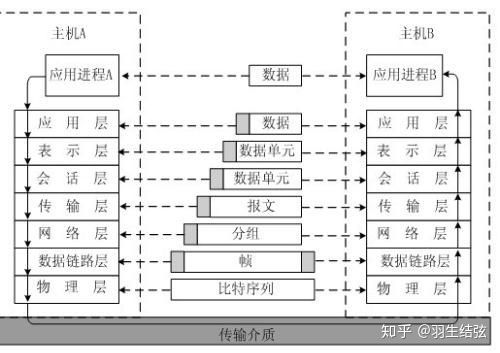 主机A
主机B
应用进程A
数据
应用进程B
应用层
数据
应用层
表示层
数据单元
表示层
会话层
数据单元
会话层
传输层
报文
传输层
网络层
分组
网络层
数据链路层
帧
数据链路层
物理层
比特序列
物理层
传输介质
知乎 @羽生结弦